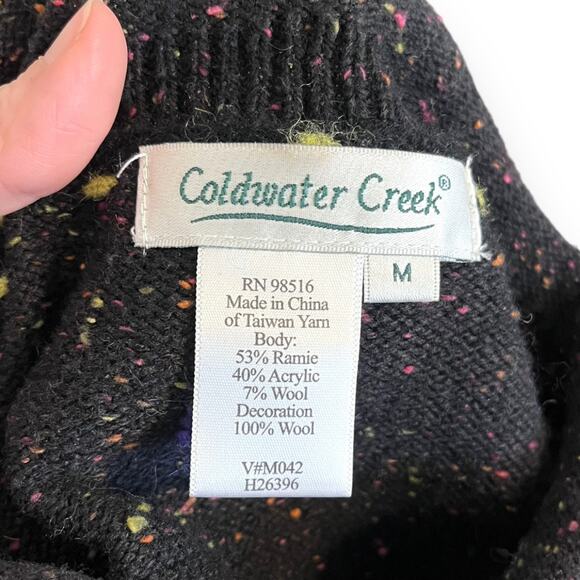 Coldwater Creek®
M
RN 98516
Made in China
of Taiwan Yarn
Body:
53% Ramie
40% Acrylic
7% Wool
Decoration
100% Wool
V#M042
H26396